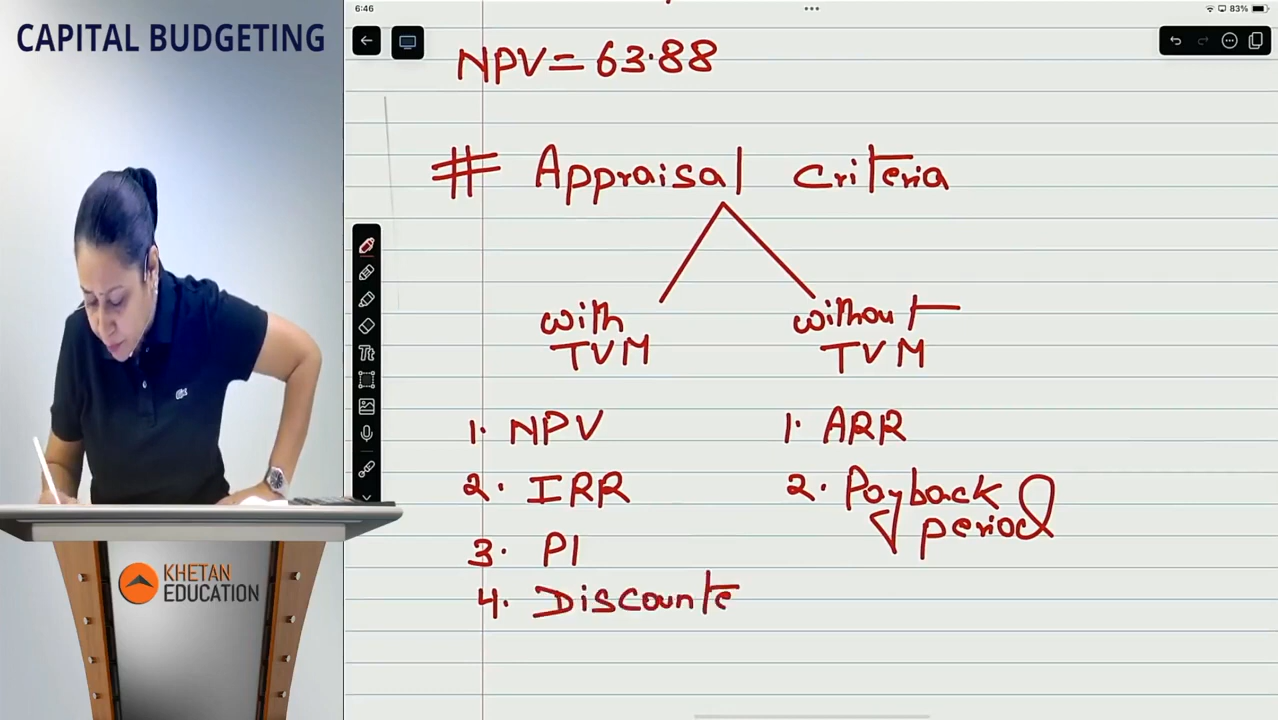 6:46
83%
CAPITAL BUDGETING
NPV = 63.88
# Appraisal criteria
with TVM
without TVM
1. NPV
2. IRR
3. PI
4. Discounte
1. ARR
2. Payback period
Tt
KHETAN
EDUCATION